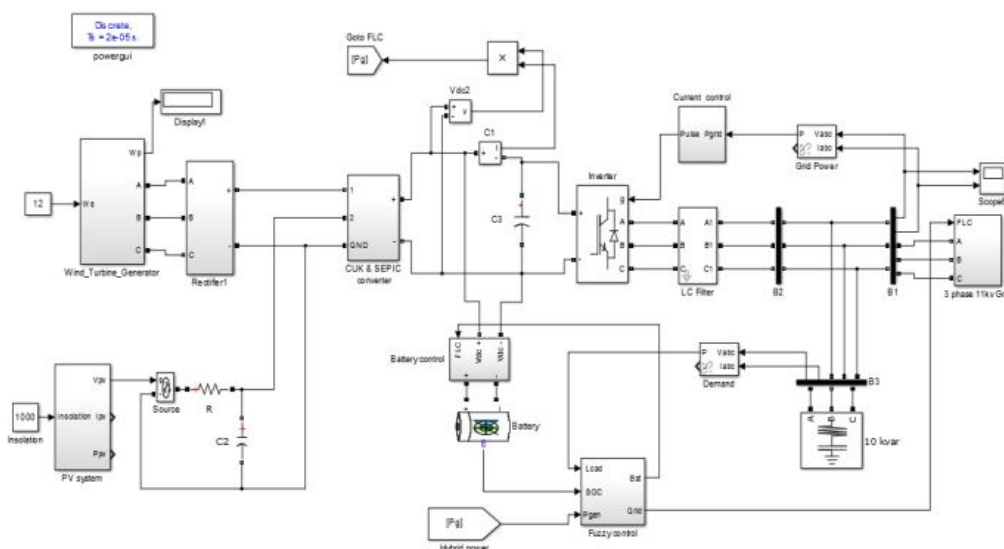 Discrete,
Ts = 2e-05 s.
powergui
Goto FLC
[Pg]
×
Vdc2
+
-
v
Display1
C1
+
-
i
Current control
Pulse
Pgrid
P
Vabc
Iabc
Grid Power
Scope5
12
Ws
Wp
A
B
C
Wind_Turbine_Generator
A
B
C
+
-
Rectifier1
1
2
GND
+
-
CUK & SEPIC
converter
C3
Inverter
g
+
-
A
B
C
A
B
C
A1
B1
C1
LC Filter
B2
B1
FLC
A
B
C
3 phase 11kv Gr
FLC
Vdc +
Vdc -
+
-
Battery control
Battery
E
P
Vabc
Iabc
Demand
B3
A
B
C
10 kvar
1000
Insolation
Insolation
Vpv
Ipv
Ppv
PV system
Source
R
C2
Load
SOC
Pgen
Bat
Grid
Fuzzy control
[Pg]
Hybrid power